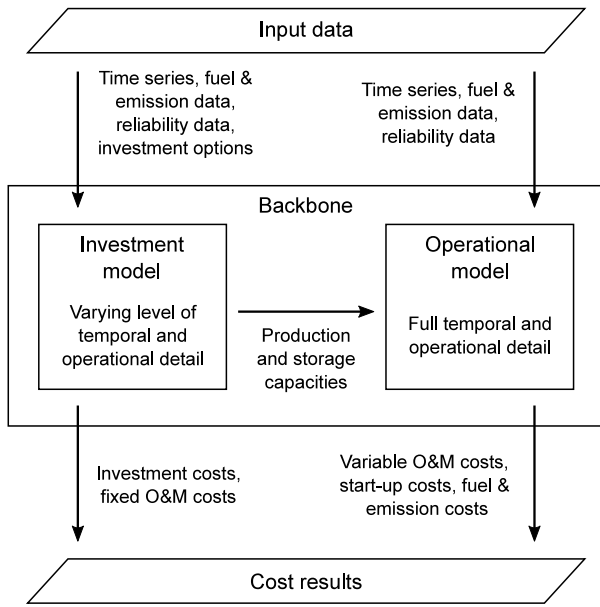 Input data
Time series, fuel &
emission data,
reliability data,
investment options
Time series, fuel &
emission data,
reliability data
Backbone
Investment
model
Varying level of
temporal and
operational detail
Production
and storage
capacities
Operational
model
Full temporal and
operational detail
Investment costs,
fixed O&M costs
Variable O&M costs,
start-up costs, fuel &
emission costs
Cost results